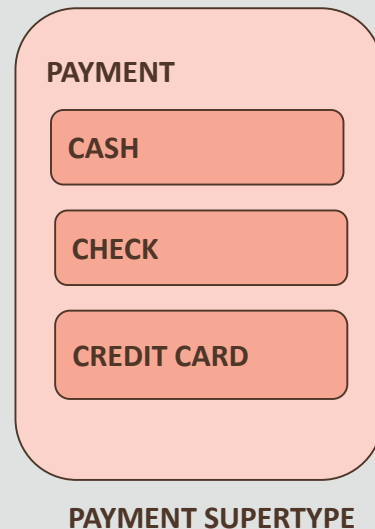 PAYMENT
CASH
CHECK
CREDIT CARD
PAYMENT SUPERTYPE